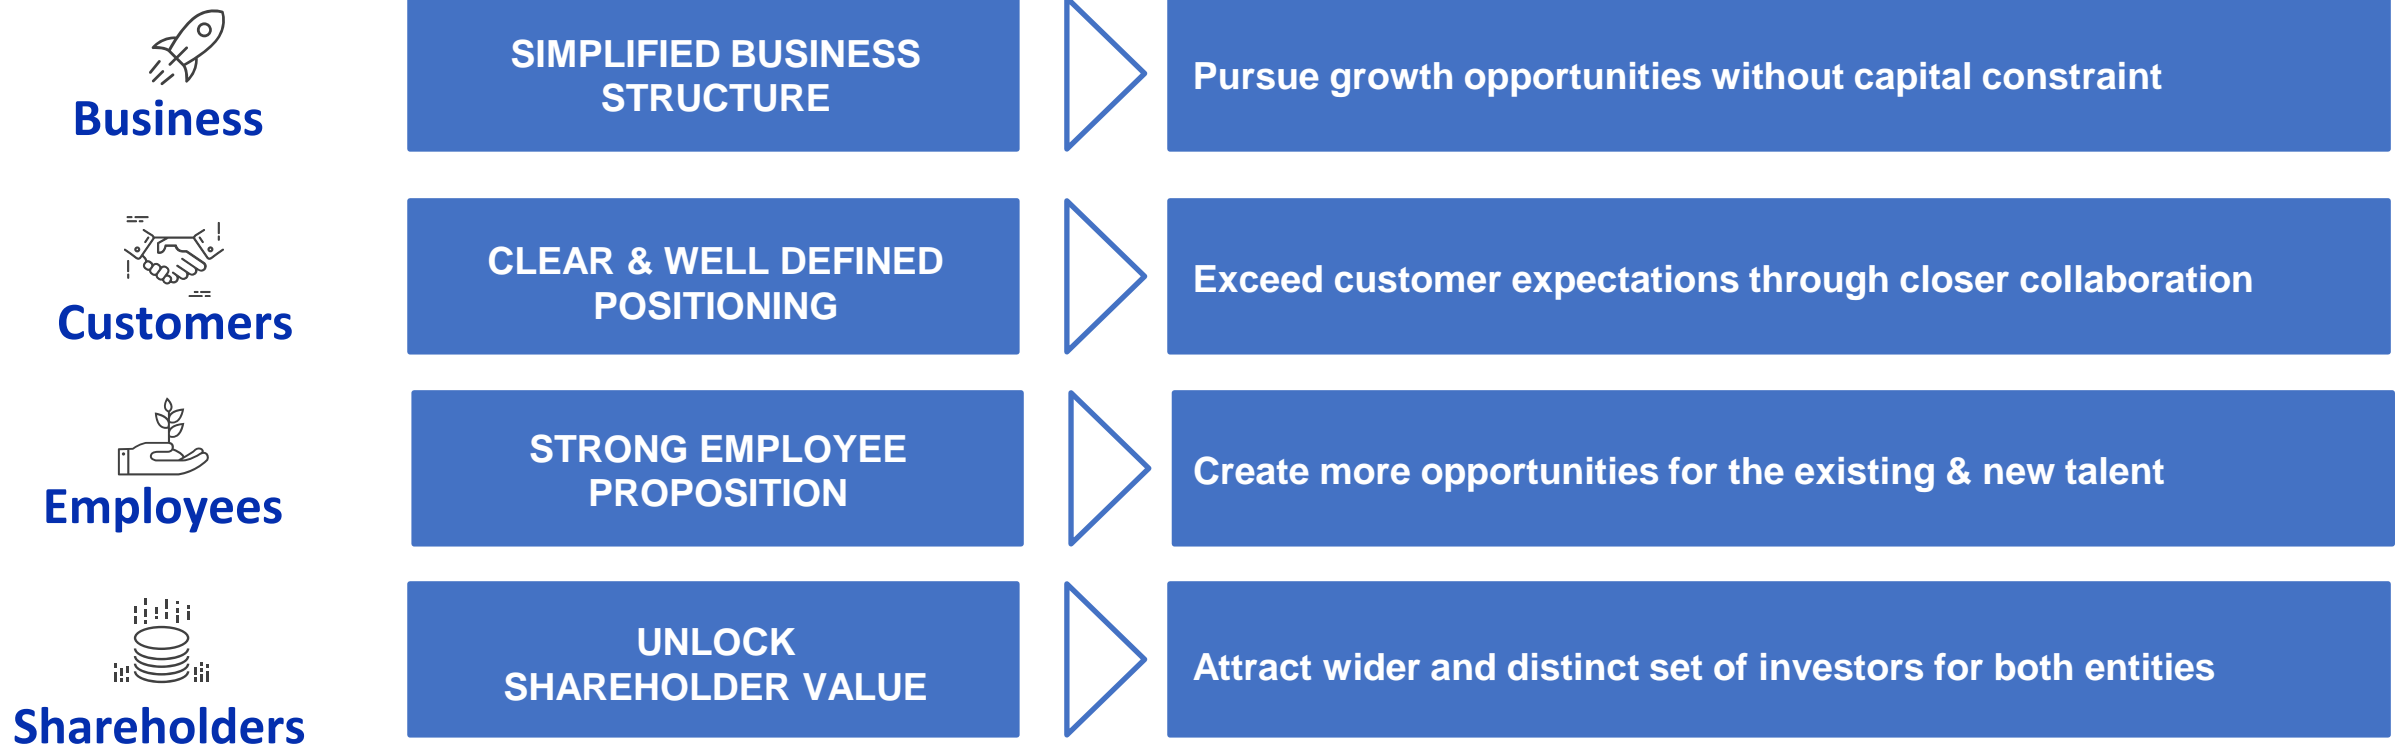 Business
SIMPLIFIED BUSINESS
STRUCTURE
Pursue growth opportunities without capital constraint
Customers
CLEAR & WELL DEFINED
POSITIONING
Exceed customer expectations through closer collaboration
Employees
STRONG EMPLOYEE
PROPOSITION
Create more opportunities for the existing & new talent
Shareholders
UNLOCK
SHAREHOLDER VALUE
Attract wider and distinct set of investors for both entities